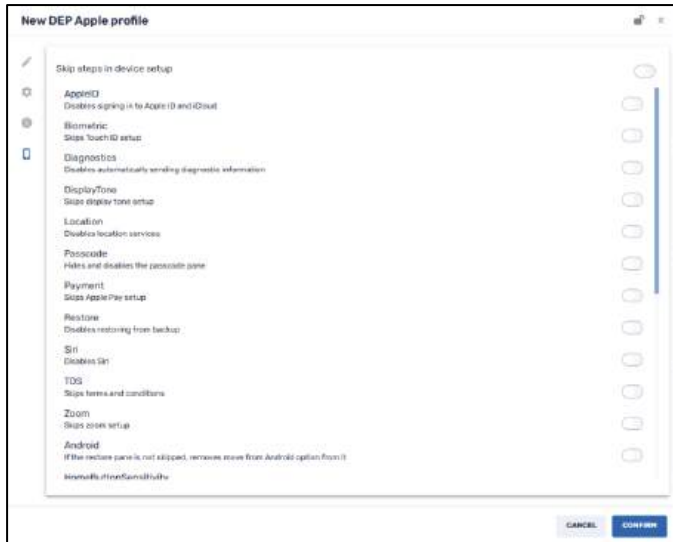 New DEP Apple profile
Skip steps in device setup
AppleID
Disables signing in to Apple ID and iCloud
Biometric
Skips Touch ID setup
Diagnostics
Disables automatically sending diagnostic information
DisplayTone
Skips display tone setup
Location
Disables location services
Passcode
Hides and disables the passcode pane
Payment
Skips Apple Pay setup
Restore
Disables restoring from backup
Siri
Disables Siri
TOS
Skips terms and conditions
Zoom
Skips zoom setup
Android
If the restore pane is not skipped, removes move from Android option from it
HomeButtonSensitivity
CANCEL
CONFIRM